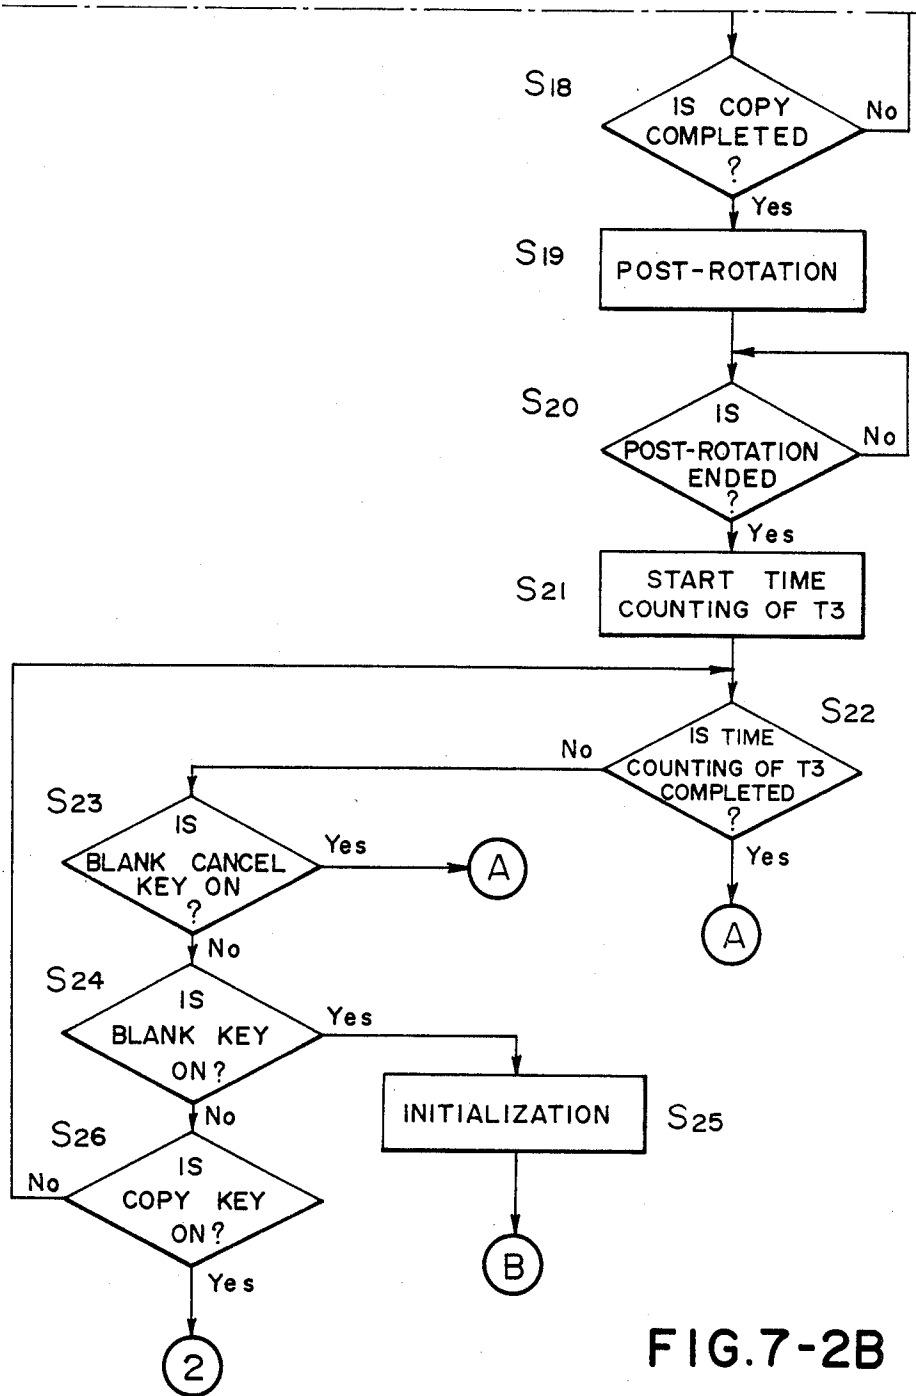 S18
IS COPY
COMPLETED
?
No
Yes
S19
POST-ROTATION
S20
IS
POST-ROTATION
ENDED
?
No
Yes
S21
START TIME
COUNTING OF T3
S22
IS TIME
COUNTING OF T3
COMPLETED
?
No
Yes
A
S23
IS
BLANK CANCEL
KEY ON
?
Yes
A
No
S24
IS
BLANK KEY
ON?
Yes
INITIALIZATION
S25
B
No
S26
IS
COPY KEY
ON?
No
Yes
2
FIG.7-2B